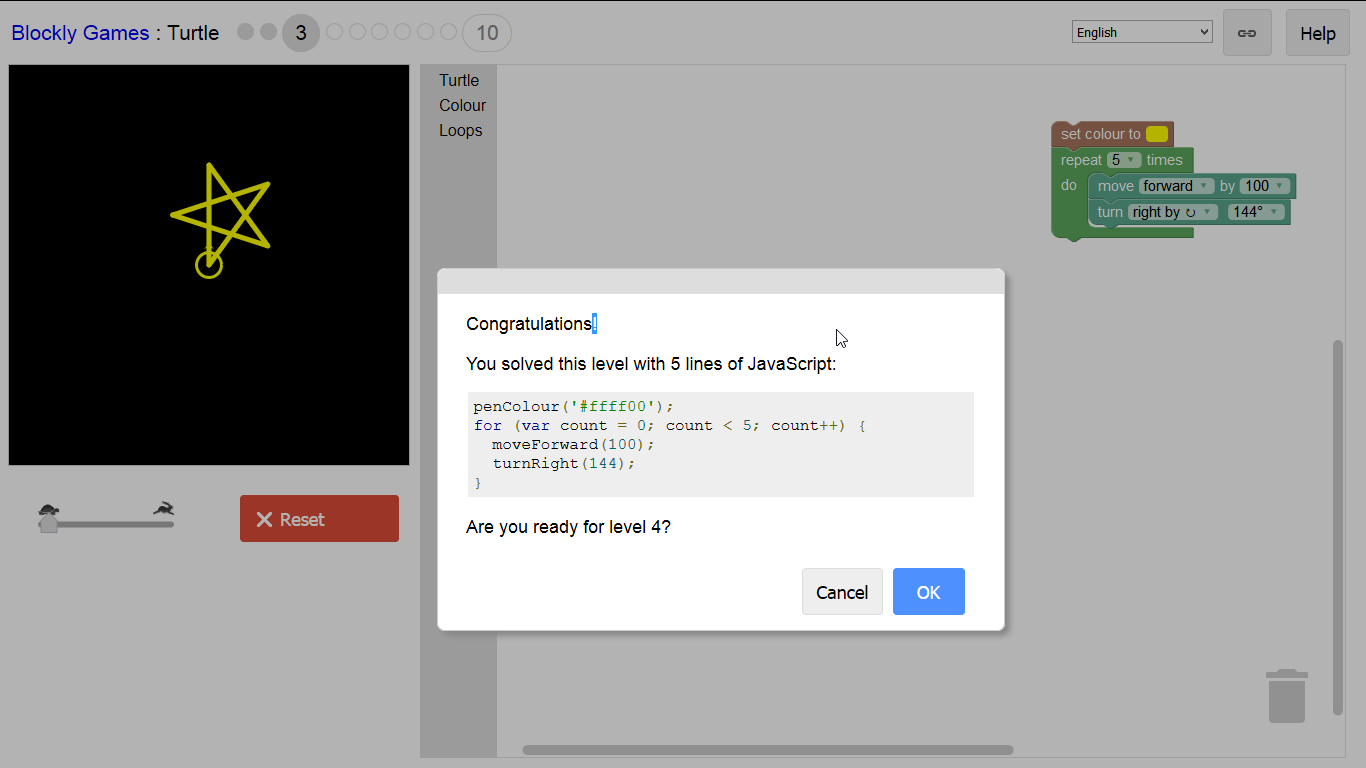 Blockly Games : Turtle 3 10 English Help
Turtle
Colour
Loops
set colour to
repeat 5 times
do move forward by 100
turn right by ↻ 144°
Congratulations!
You solved this level with 5 lines of JavaScript:
penColour('#ffff00');
for (var count = 0; count < 5; count++) {
  moveForward(100);
  turnRight(144);
}
Are you ready for level 4?
Cancel OK
Reset